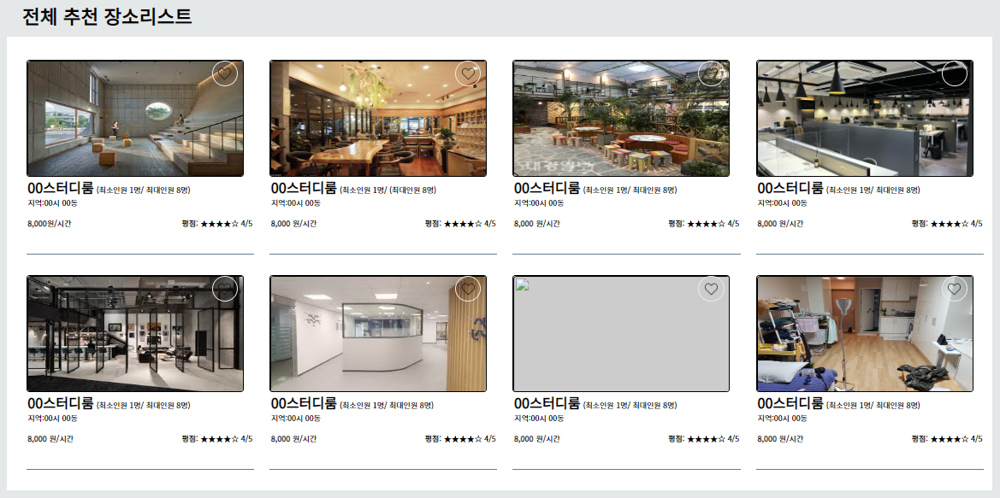 전체 추천 장소리스트
00스터디룸 (최소인원 1명/ 최대인원 8명)
지역:00시 00동
8,000원/시간 평점: ★★★★☆ 4/5
00스터디룸 (최소인원 1명/ (최대인원 8명)
지역:00시 00동
8,000 원/시간 평점: ★★★★☆ 4/5
00스터디룸 (최소인원 1명/ 최대인원 8명)
지역:00시 00동
8,000 원/시간 평점: ★★★★☆ 4/5
00스터디룸 (최소인원 1명/ 최대인원 8명)
지역:00시 00동
8,000 원/시간 평점: ★★★★☆ 4/5
00스터디룸 (최소인원 1명/ 최대인원 8명)
지역:00시 00동
8,000 원/시간 평점: ★★★★☆ 4/5
00스터디룸 (최소인원 1명/ 최대인원 8명)
지역:00시 00동
8,000 원/시간 평점: ★★★★☆ 4/5
00스터디룸 (최소인원 1명/ 최대인원 8명)
지역:00시 00동
8,000 원/시간 평점: ★★★★☆ 4/5
00스터디룸 (최소인원 1명/ 최대인원 8명)
지역:00시 00동
8,000 원/시간 평점: ★★★★☆ 4/5